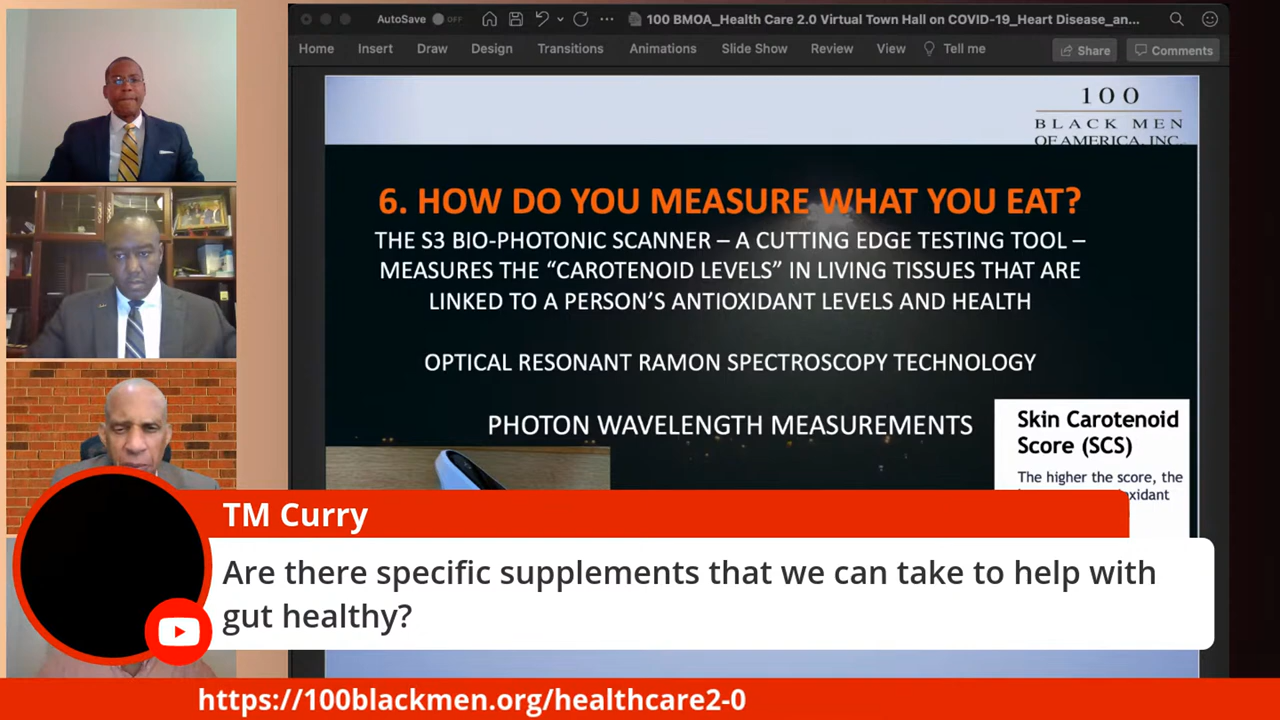 AutoSave OFF
100 BMOA_Health Care 2.0 Virtual Town Hall on COVID-19_Heart Disease_an...
Home Insert Draw Design Transitions Animations Slide Show Review View Tell me Share Comments
100
BLACK MEN
OF AMERICA, INC.
6. HOW DO YOU MEASURE WHAT YOU EAT?
THE S3 BIO-PHOTONIC SCANNER – A CUTTING EDGE TESTING TOOL –
MEASURES THE “CAROTENOID LEVELS” IN LIVING TISSUES THAT ARE
LINKED TO A PERSON’S ANTIOXIDANT LEVELS AND HEALTH
OPTICAL RESONANT RAMON SPECTROSCOPY TECHNOLOGY
PHOTON WAVELENGTH MEASUREMENTS
Skin Carotenoid
Score (SCS)
The higher the score, the
TM Curry
Are there specific supplements that we can take to help with
gut healthy?
https://100blackmen.org/healthcare2-0